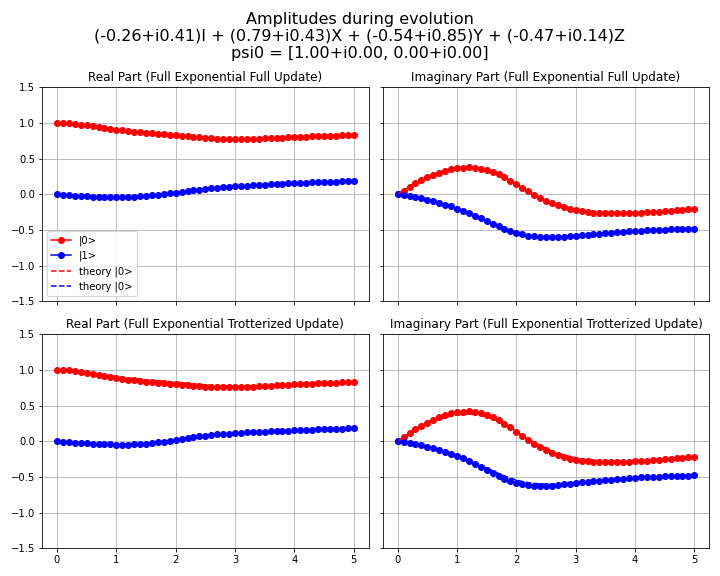 Amplitudes during evolution
(-0.26+i0.41)I + (0.79+i0.43)X + (-0.54+i0.85)Y + (-0.47+i0.14)Z
psi0 = [1.00+i0.00, 0.00+i0.00]
Real Part (Full Exponential Full Update)
Imaginary Part (Full Exponential Full Update)
1.5
1.0
0.5
0.0
−0.5
−1.0
−1.5
|0>
|1>
theory |0>
theory |0>
Real Part (Full Exponential Trotterized Update)
Imaginary Part (Full Exponential Trotterized Update)
1.5
1.0
0.5
0.0
−0.5
−1.0
−1.5
0 1 2 3 4 5
0 1 2 3 4 5